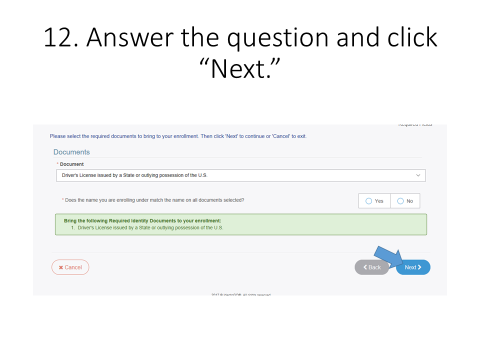 12. Answer the question and click
“Next.”
Please select the required documents to bring to your enrollment. Then click 'Next' to continue or 'Cancel' to exit.
Documents
* Document
Driver's License issued by a State or outlying possession of the U.S.
* Does the name you are enrolling under match the name on all documents selected?
Yes
No
Bring the following Required Identity Documents to your enrollment:
1. Driver's License issued by a State or outlying possession of the U.S.
✖ Cancel
❮ Back
Next ❯